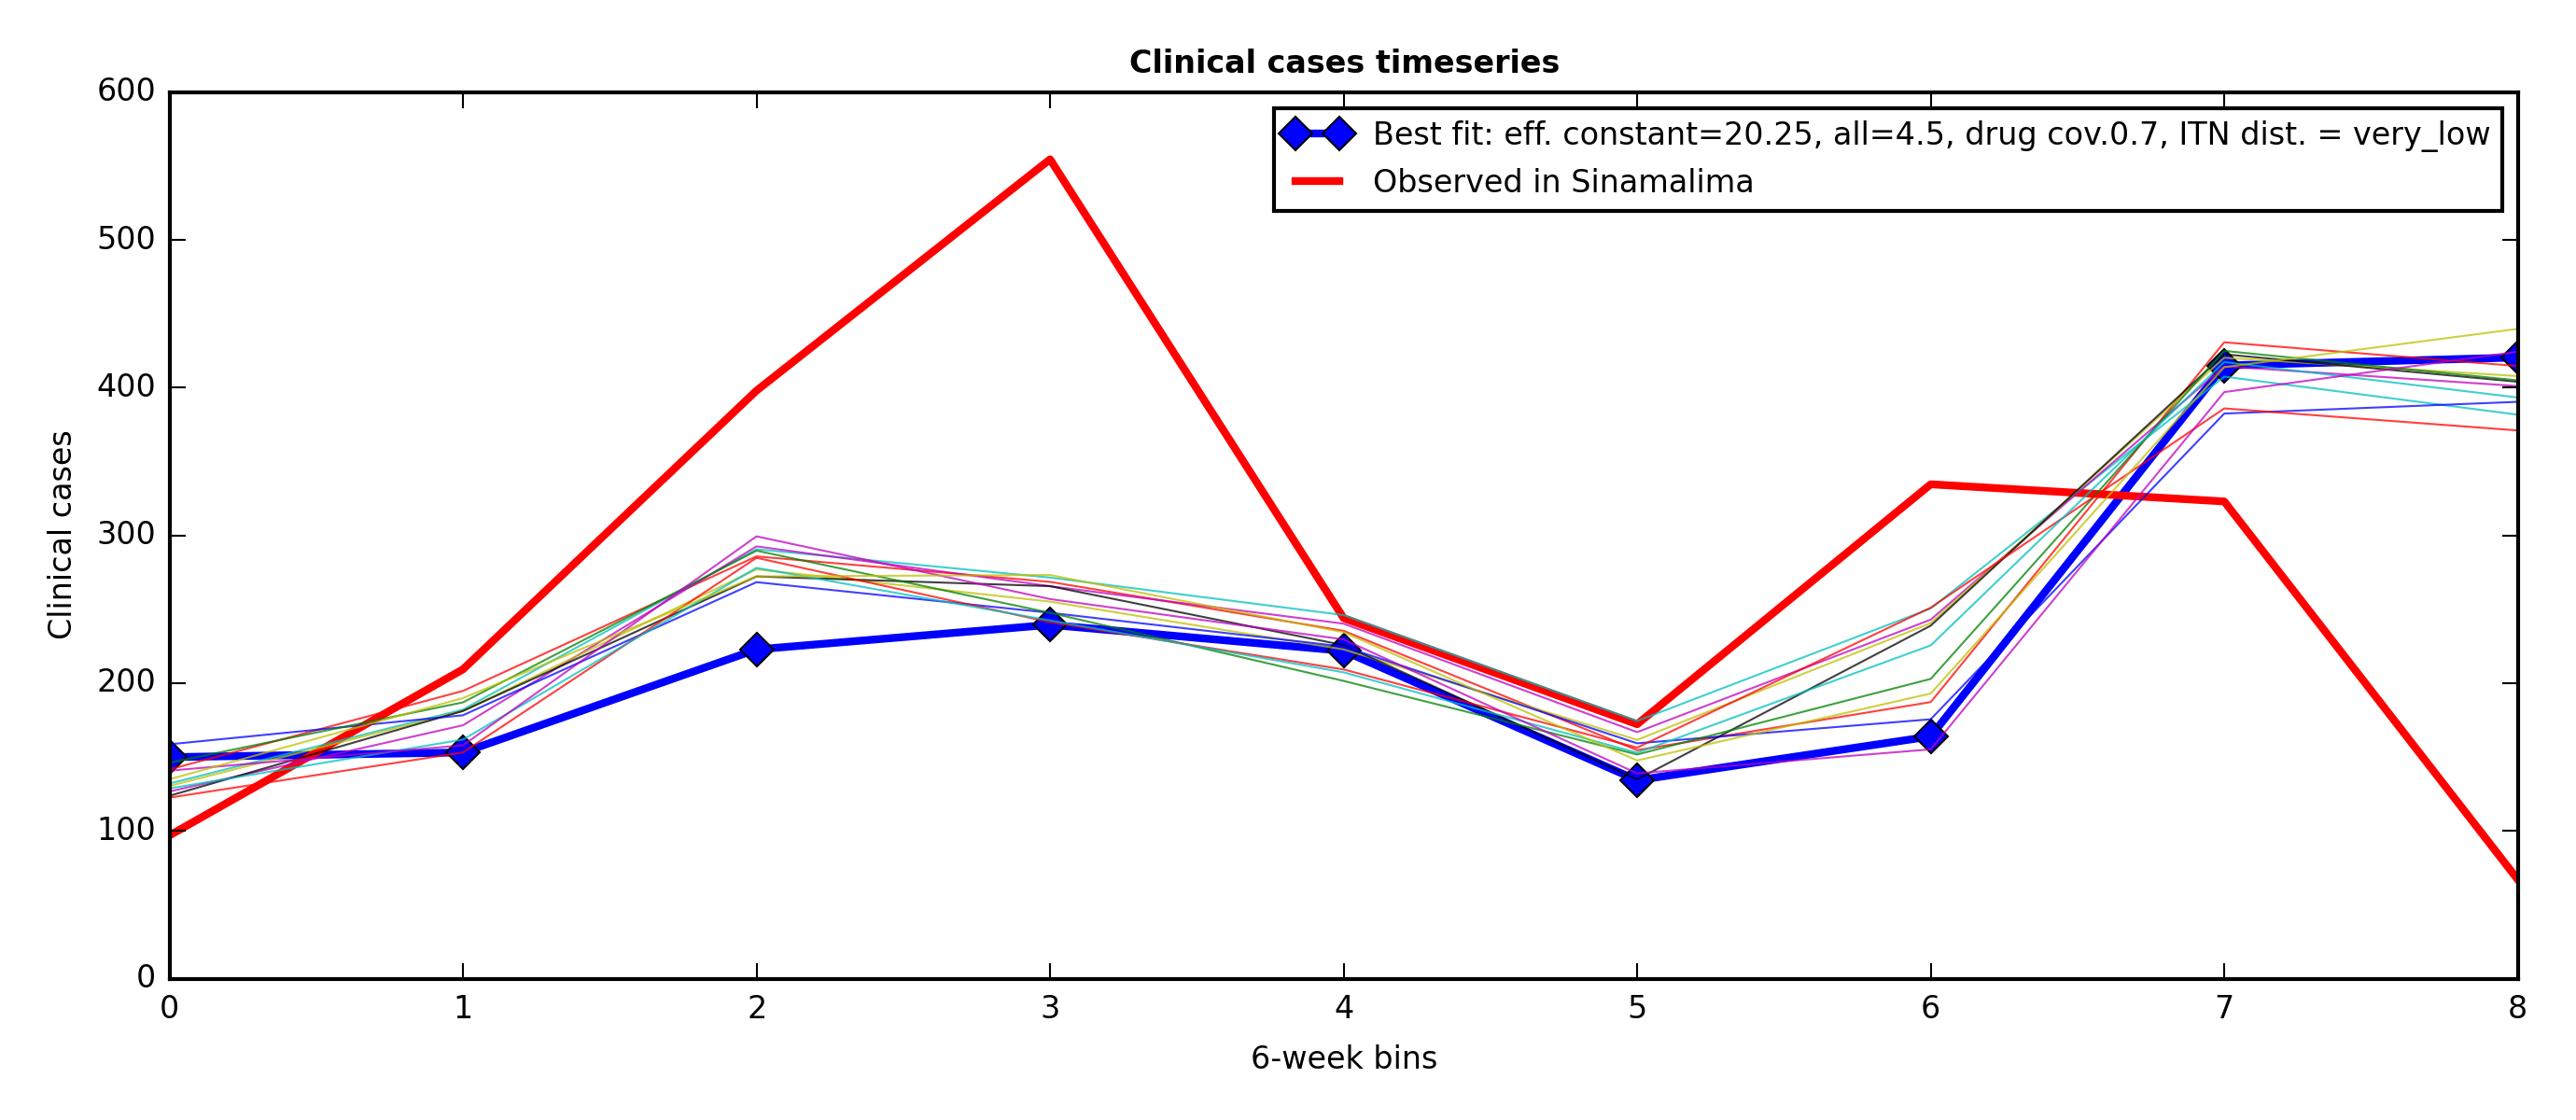 Clinical cases timeseries
600
500
400
300
200
100
0
Clinical cases
Best fit: eff. constant=20.25, all=4.5, drug cov.0.7, ITN dist. = very_low
Observed in Sinamalima
0 1 2 3 4 5 6 7 8
6-week bins